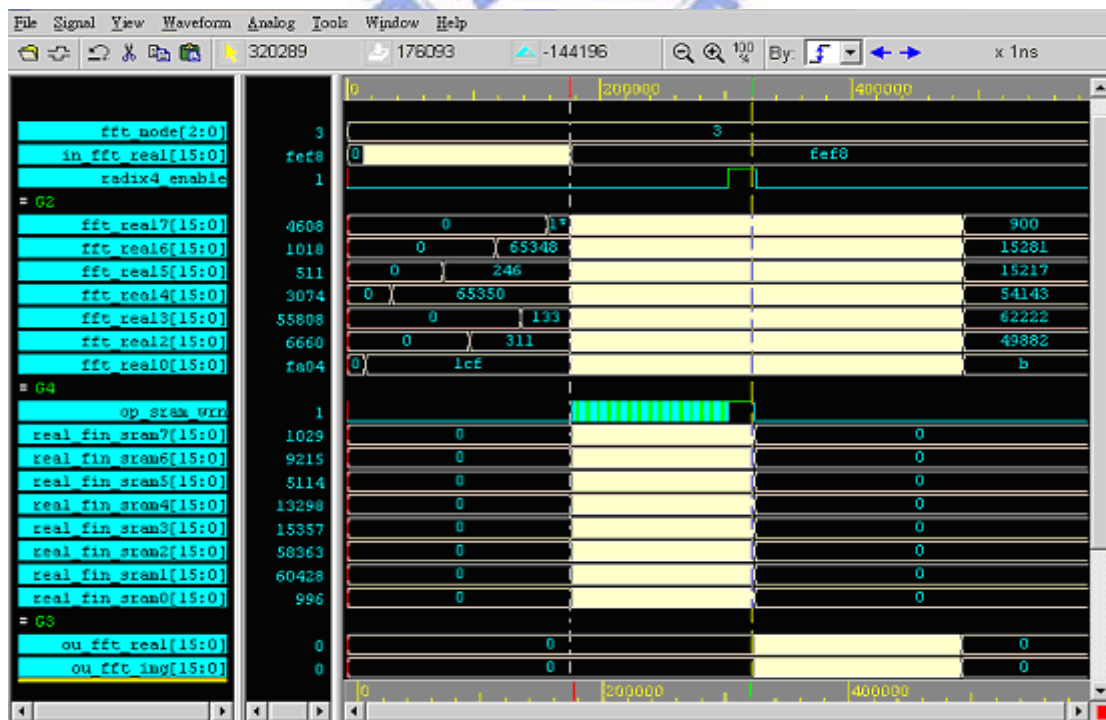 File Signal View Waveform Analog Tools Window Help
320289 176093 -144196 100% By: x 1ns
0 200000 400000
fft_mode[2:0] 3 3
in_fft_real[15:0] fef8 0 fef8
radix4_enable 1
= G2
fft_real7[15:0] 4608 0 1* 900
fft_real6[15:0] 1018 0 65348 15281
fft_real5[15:0] 511 0 246 15217
fft_real4[15:0] 3074 0 65350 54143
fft_real3[15:0] 55808 0 133 62222
fft_real2[15:0] 6660 0 311 49882
fft_real0[15:0] fa04 0 1cf b
= G4
op_sram_wrn 1
real_fin_sram7[15:0] 1029 0 0
real_fin_sram6[15:0] 9215 0 0
real_fin_sram5[15:0] 5114 0 0
real_fin_sram4[15:0] 13298 0 0
real_fin_sram3[15:0] 15357 0 0
real_fin_sram2[15:0] 58363 0 0
real_fin_sram1[15:0] 60428 0 0
real_fin_sram0[15:0] 996 0 0
= G3
ou_fft_real[15:0] 0 0 0
ou_fft_img[15:0] 0 0 0
0 200000 400000